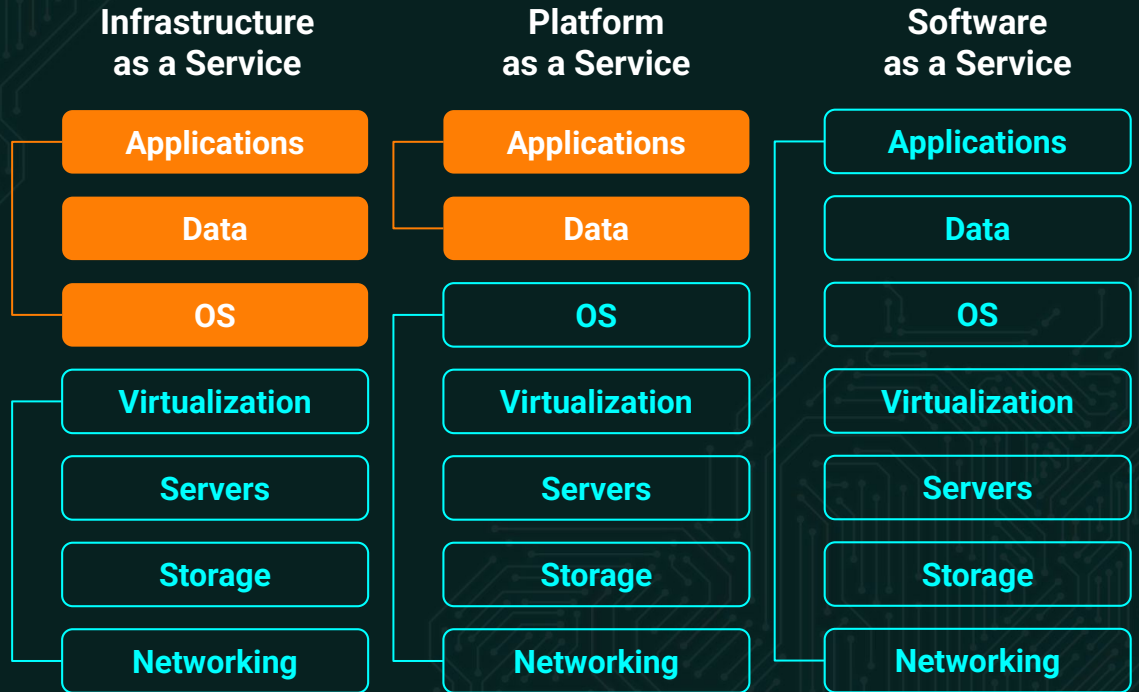 Infrastructure
as a Service
Applications
Data
OS
Virtualization
Servers
Storage
Networking
Platform
as a Service
Applications
Data
OS
Virtualization
Servers
Storage
Networking
Software
as a Service
Applications
Data
OS
Virtualization
Servers
Storage
Networking